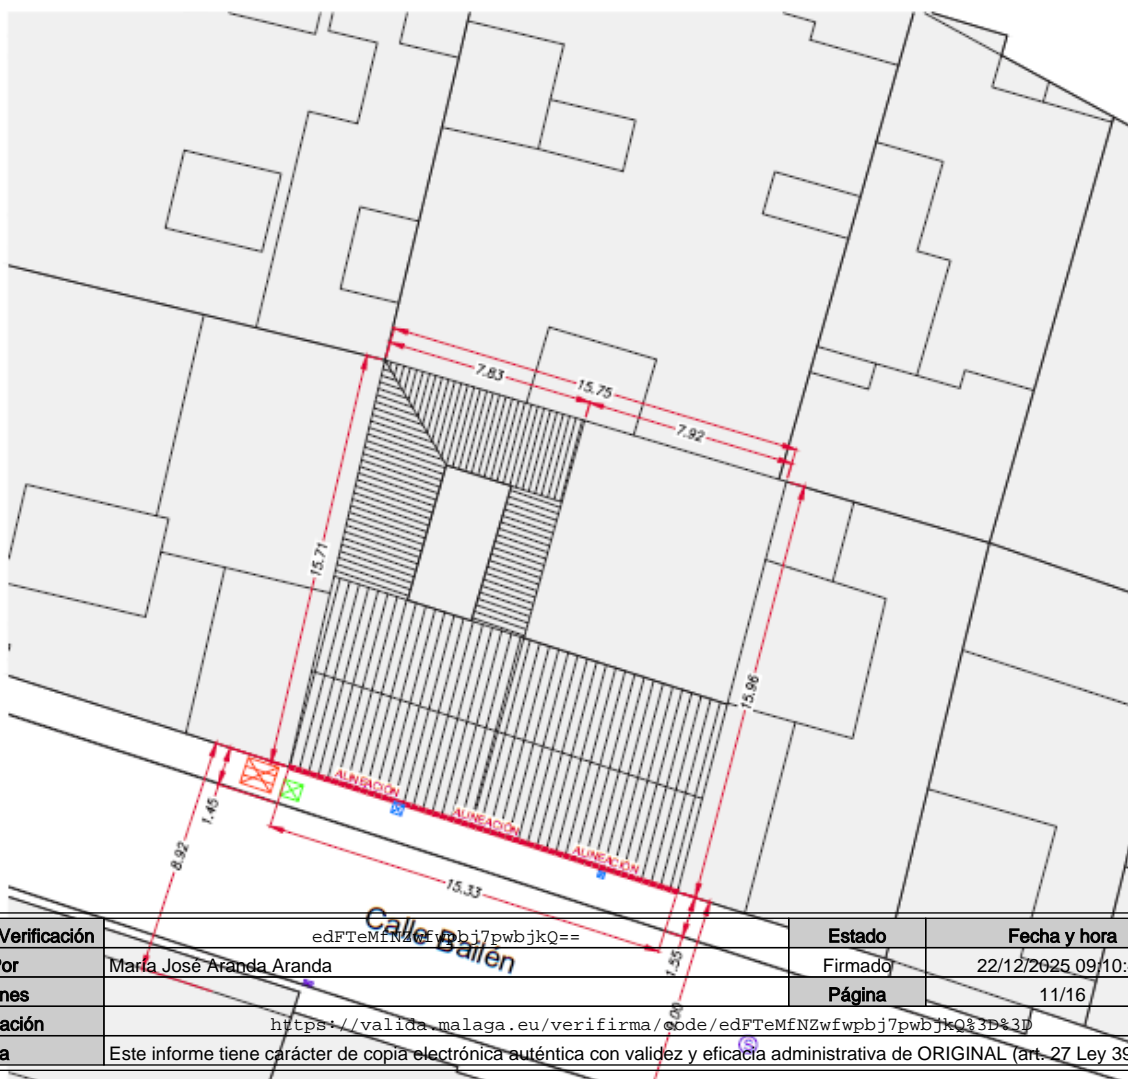 7.83
15.75
7.92
15.71
15.96
ALINEACIÓN
ALINEACIÓN
ALINEACIÓN
1.45
8.92
15.33
Calle Bailén
1.55
Verificación
edFTeMfNZwfwpbj7pwbjkQ==
Estado
Fecha y hora
or
María José Aranda Aranda
Firmado
22/12/2025 09:10:
nes
Página
11/16
ación
https://valida.malaga.eu/verifirma/code/edFTeMfNZwfwpbj7pwbjkQ%3D%3D
a
Este informe tiene carácter de copia electrónica auténtica con validez y eficacia administrativa de ORIGINAL (art. 27 Ley 39
S